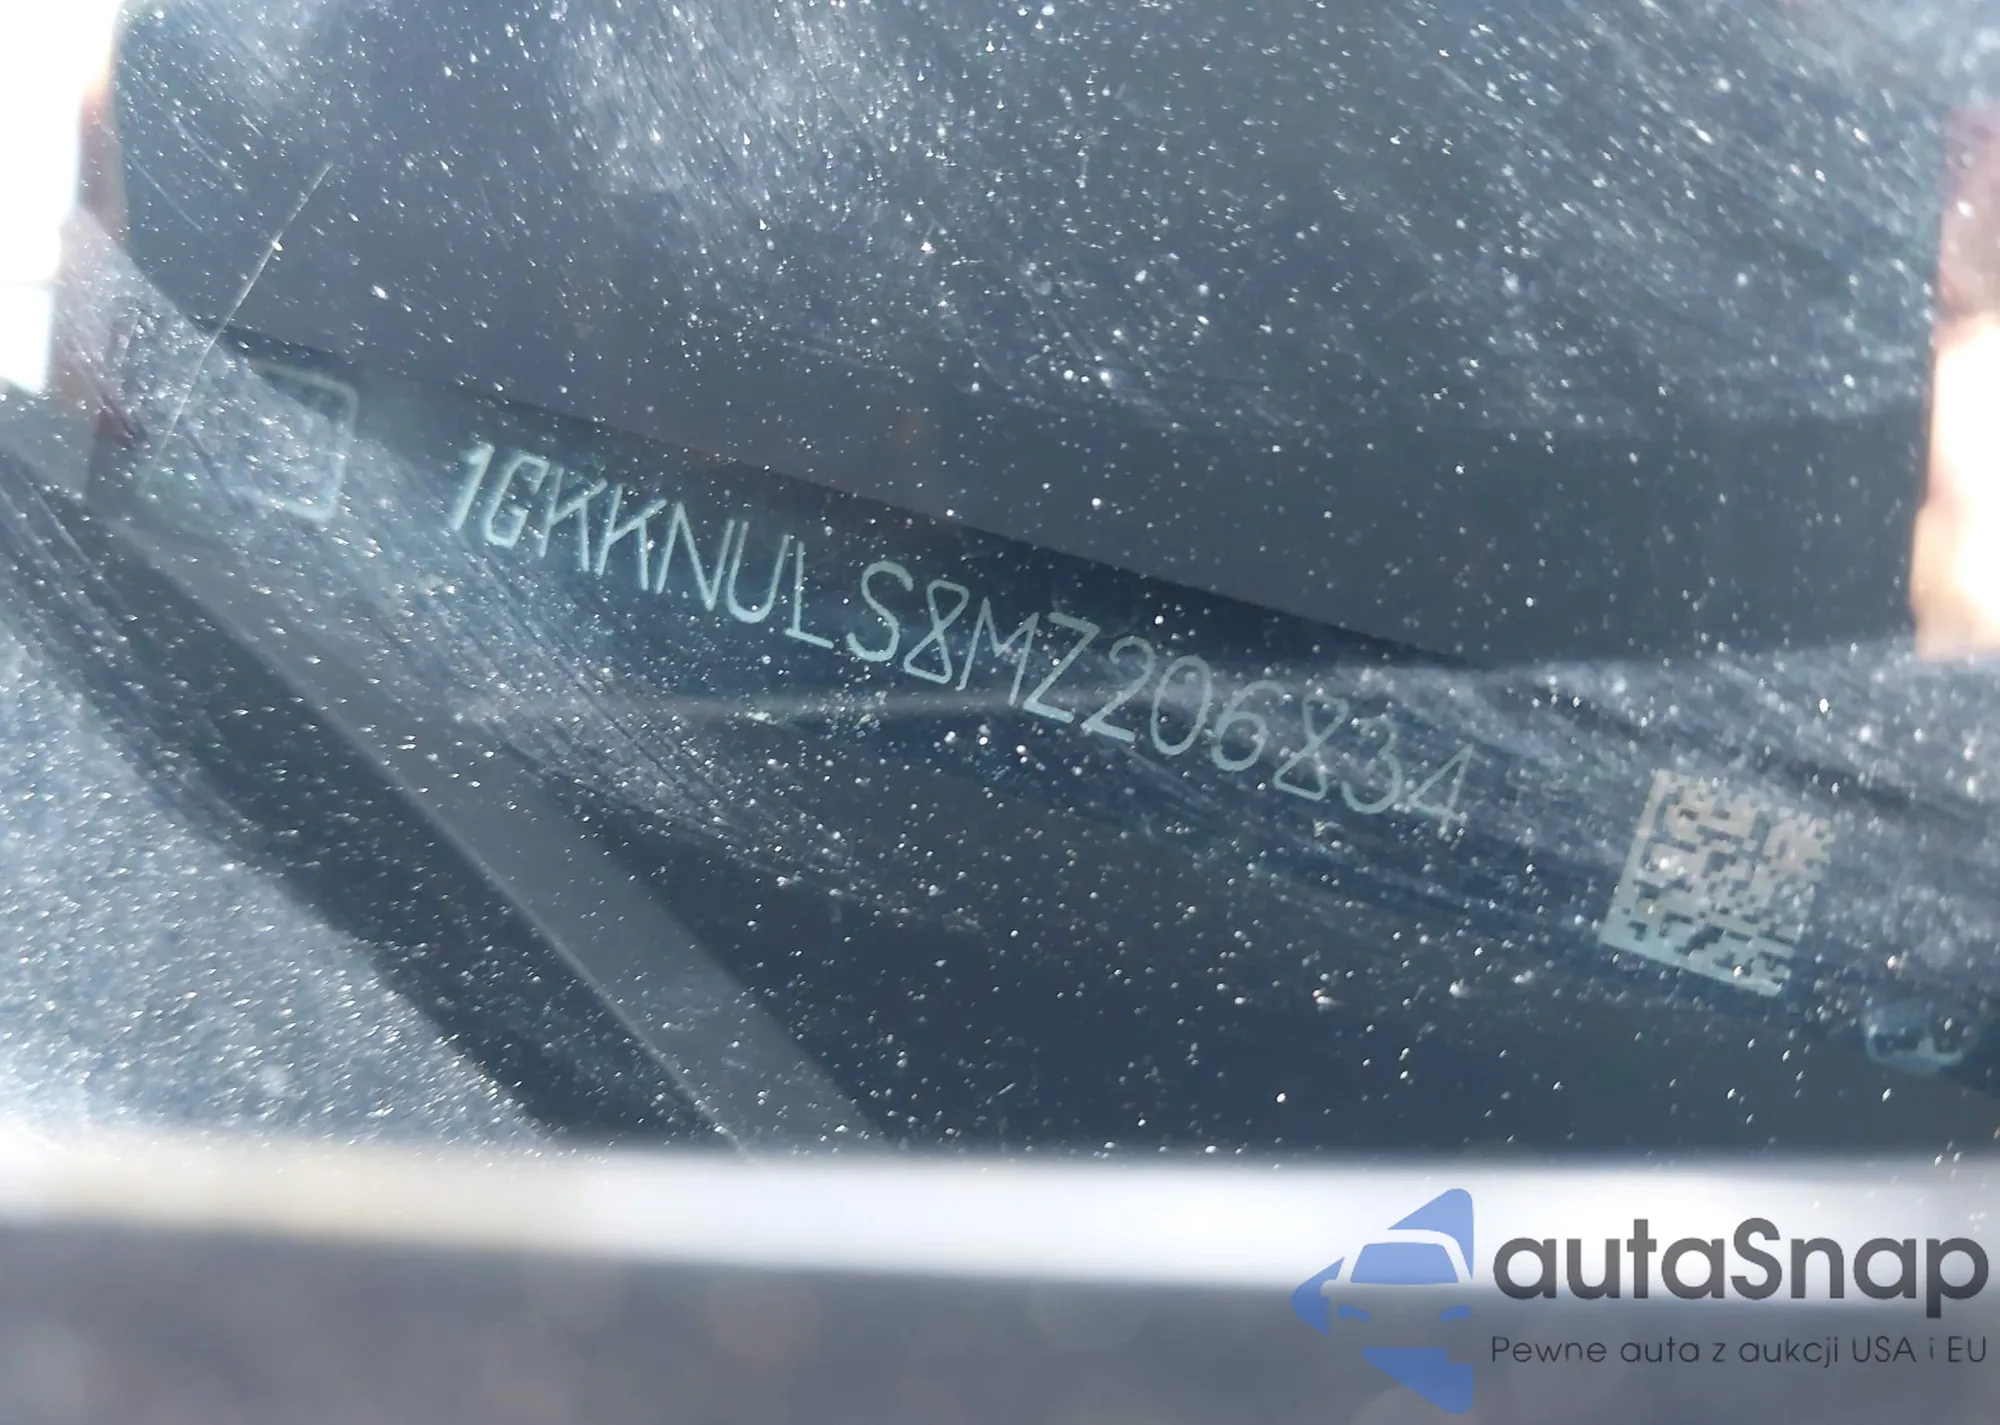 1GKKNULS8MZ206834
autaSnap
Pewne auta z aukcji USA i EU